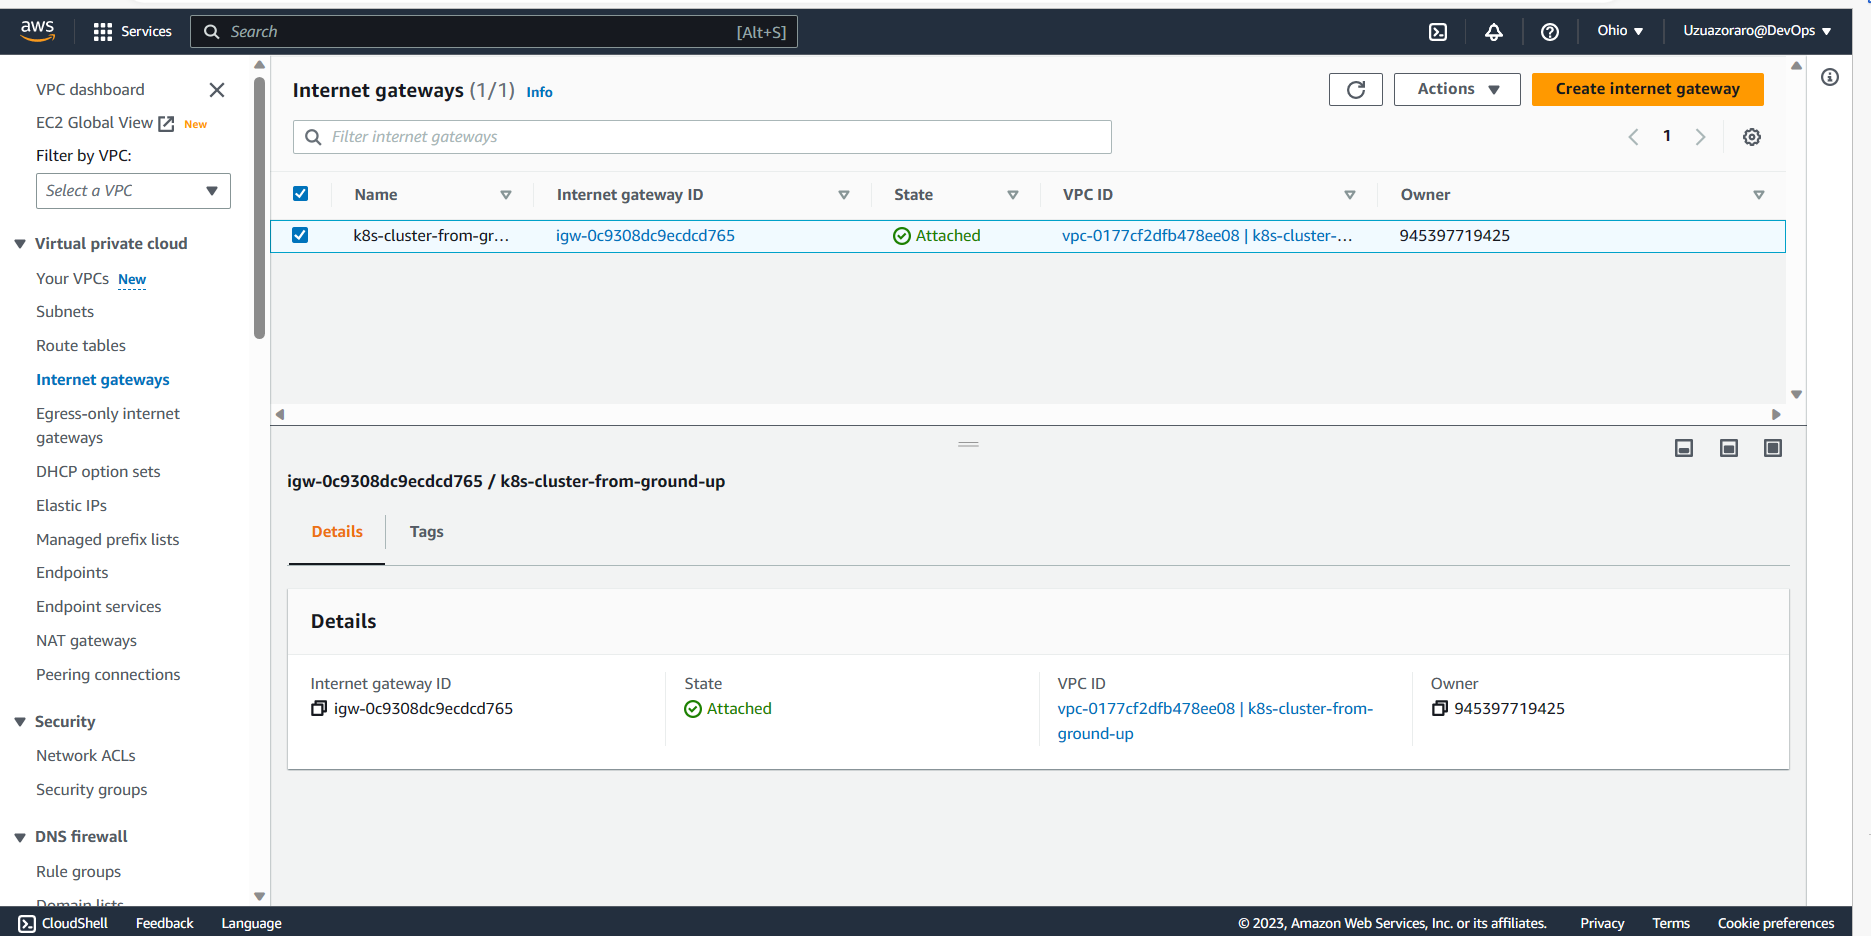 aws
Services
Search
[Alt+S]
Ohio
Uzuazoraro@DevOps
VPC dashboard
EC2 Global View New
Filter by VPC:
Select a VPC
Virtual private cloud
Your VPCs New
Subnets
Route tables
Internet gateways
Egress-only internet
gateways
DHCP option sets
Elastic IPs
Managed prefix lists
Endpoints
Endpoint services
NAT gateways
Peering connections
Security
Network ACLs
Security groups
DNS firewall
Rule groups
Domain lists
Internet gateways (1/1) Info
Actions
Create internet gateway
Filter internet gateways
1
Name Internet gateway ID State VPC ID Owner
k8s-cluster-from-gr... igw-0c9308dc9ecdcd765 Attached vpc-0177cf2dfb478ee08 | k8s-cluster-... 945397719425
igw-0c9308dc9ecdcd765 / k8s-cluster-from-ground-up
Details Tags
Details
Internet gateway ID
igw-0c9308dc9ecdcd765
State
Attached
VPC ID
vpc-0177cf2dfb478ee08 | k8s-cluster-from-
ground-up
Owner
945397719425
CloudShell Feedback Language
© 2023, Amazon Web Services, Inc. or its affiliates. Privacy Terms Cookie preferences